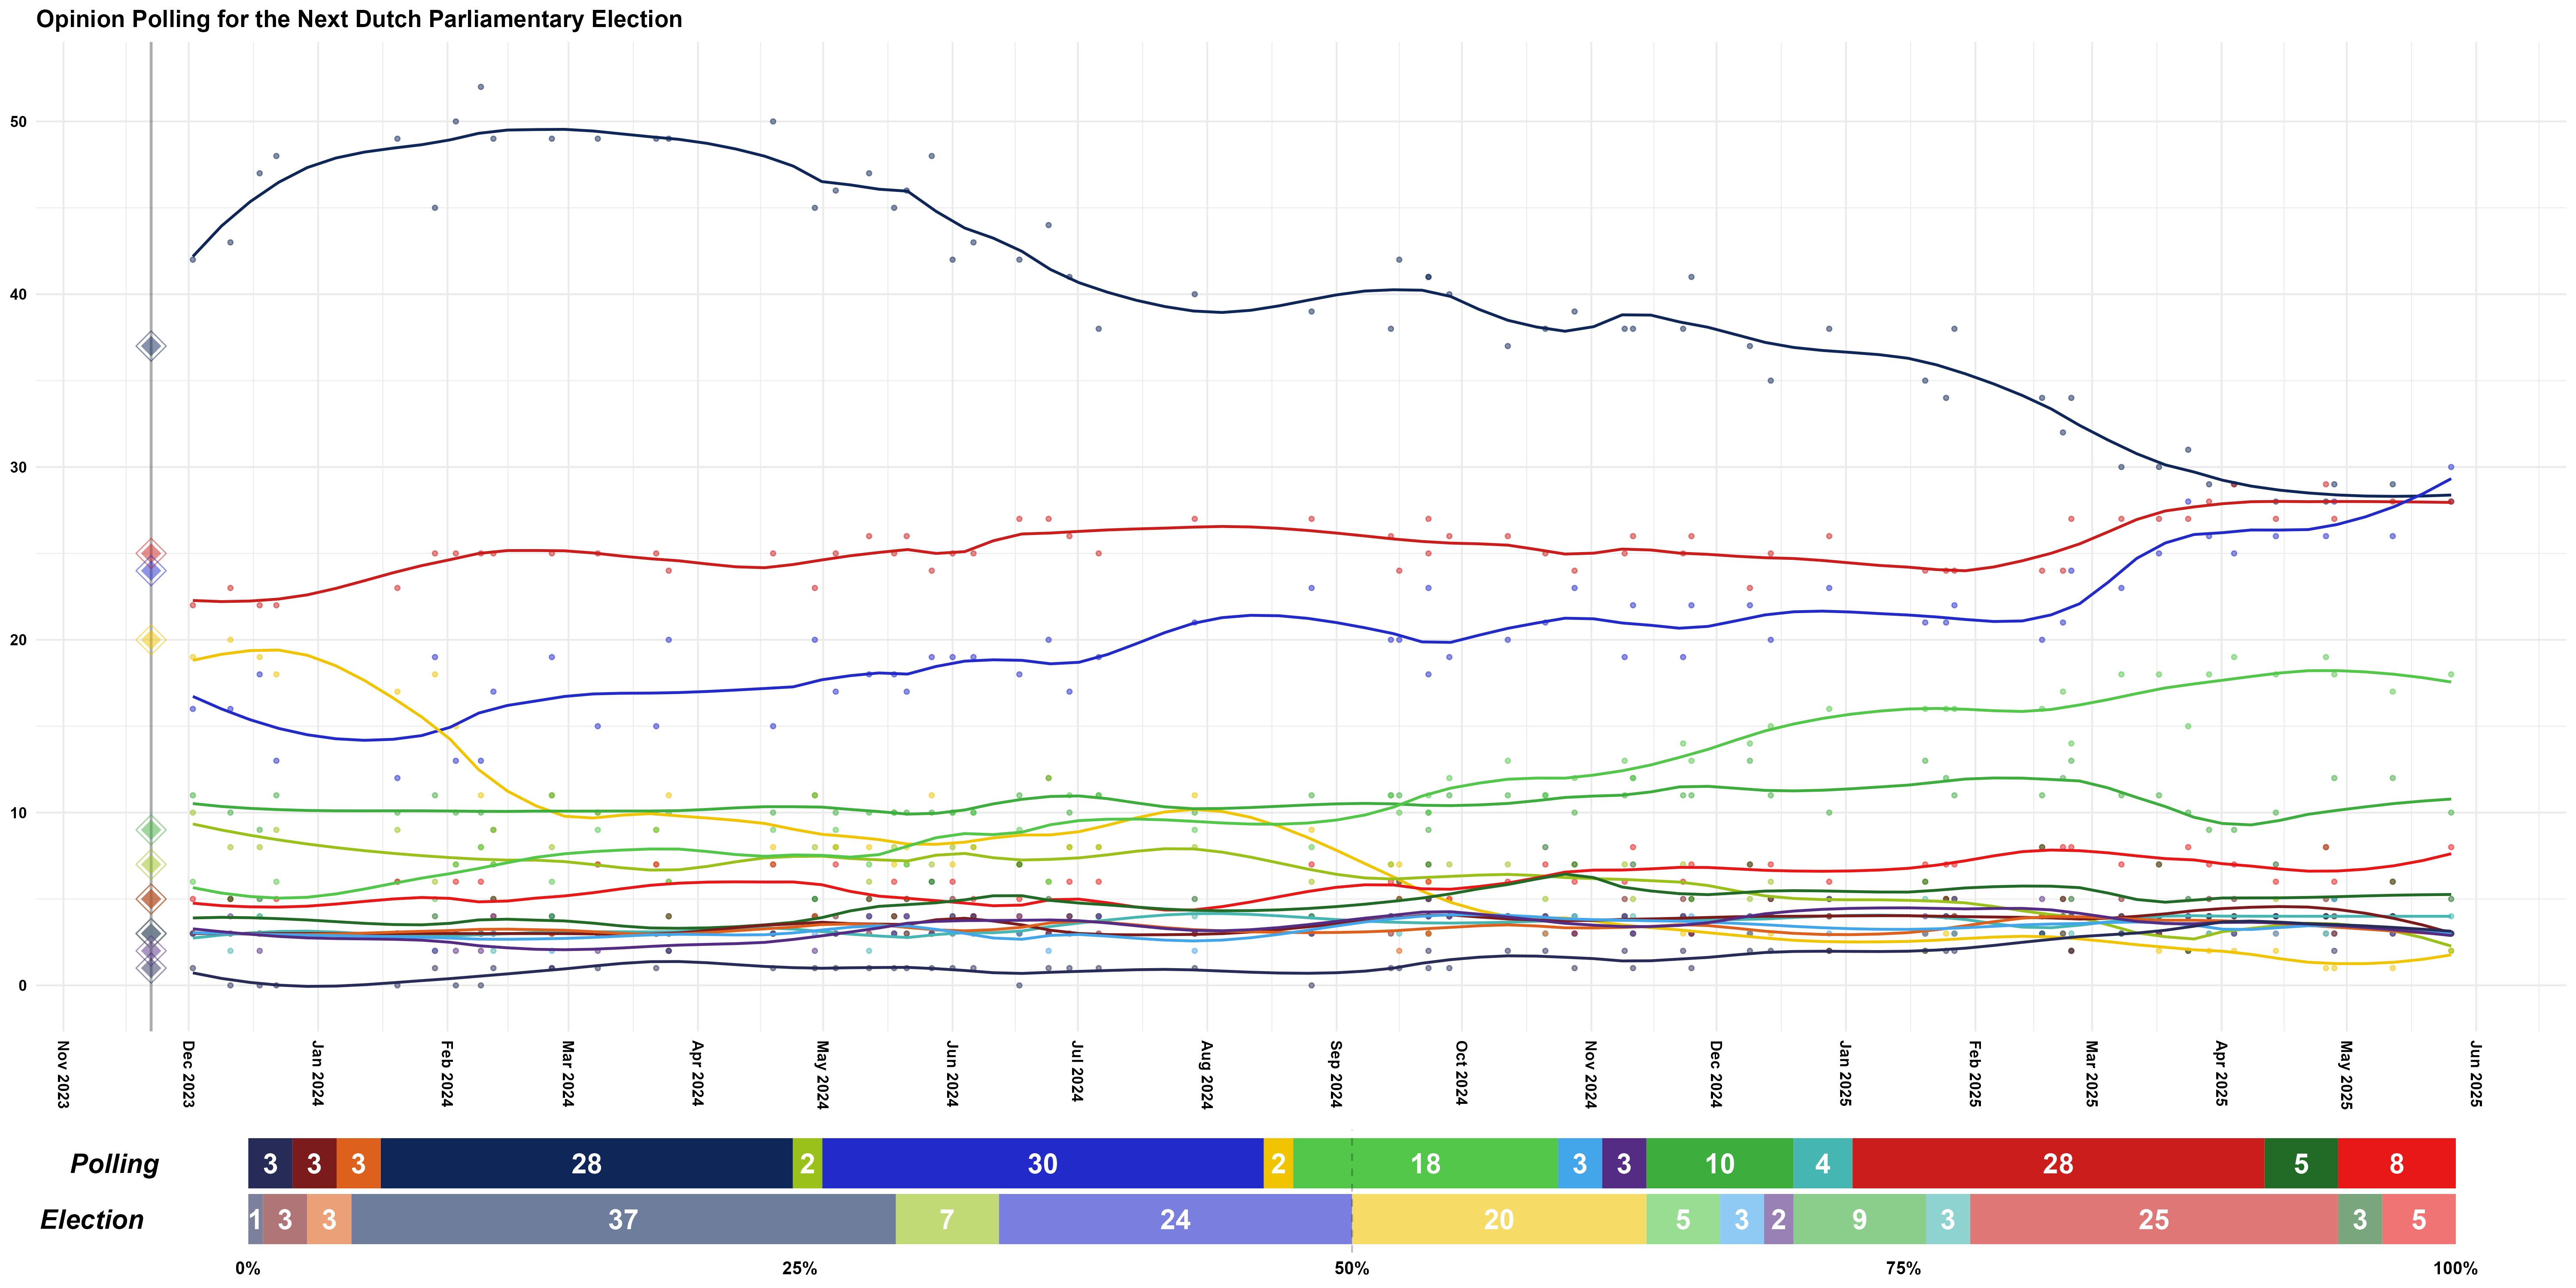 Opinion Polling for the Next Dutch Parliamentary Election
50
40
30
20
10
0
Nov 2023
Dec 2023
Jan 2024
Feb 2024
Mar 2024
Apr 2024
May 2024
Jun 2024
Jul 2024
Aug 2024
Sep 2024
Oct 2024
Nov 2024
Dec 2024
Jan 2025
Feb 2025
Mar 2025
Apr 2025
May 2025
Jun 2025
Polling 3 3 3 28 2 30 2 18 3 3 10 4 28 5 8
Election 1 3 3 37 7 24 20 5 3 2 9 3 25 3 5
0% 25% 50% 75% 100%